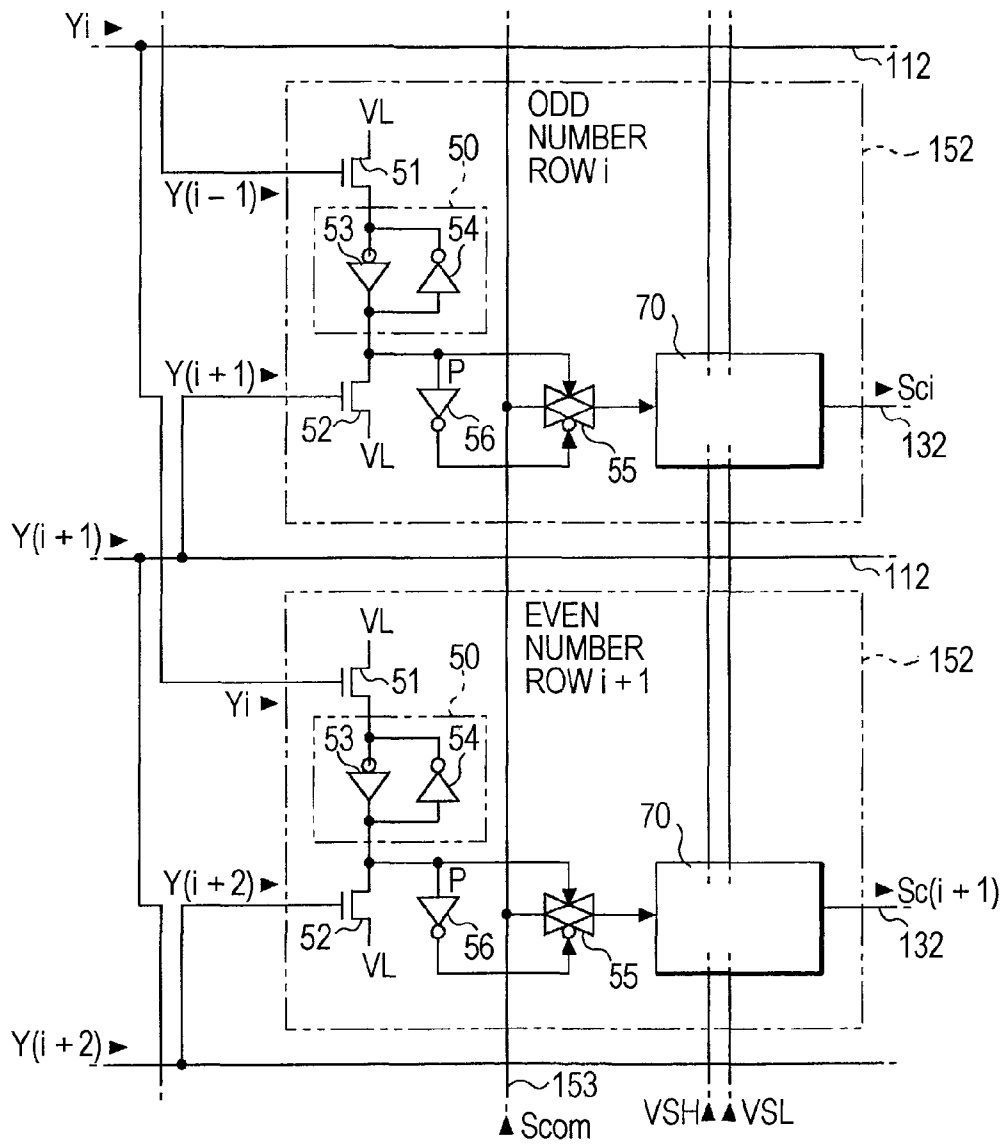 Yi
112
VL
ODD
NUMBER
ROW i
50
152
51
Y(i – 1)
53
54
70
Y(i + 1)
P
Sci
52
56
55
132
VL
Y(i + 1)
112
VL
EVEN
NUMBER
ROW i + 1
50
152
51
Yi
53
54
70
Y(i + 2)
P
Sc(i + 1)
52
56
55
132
VL
Y(i + 2)
153
VSH
VSL
Scom